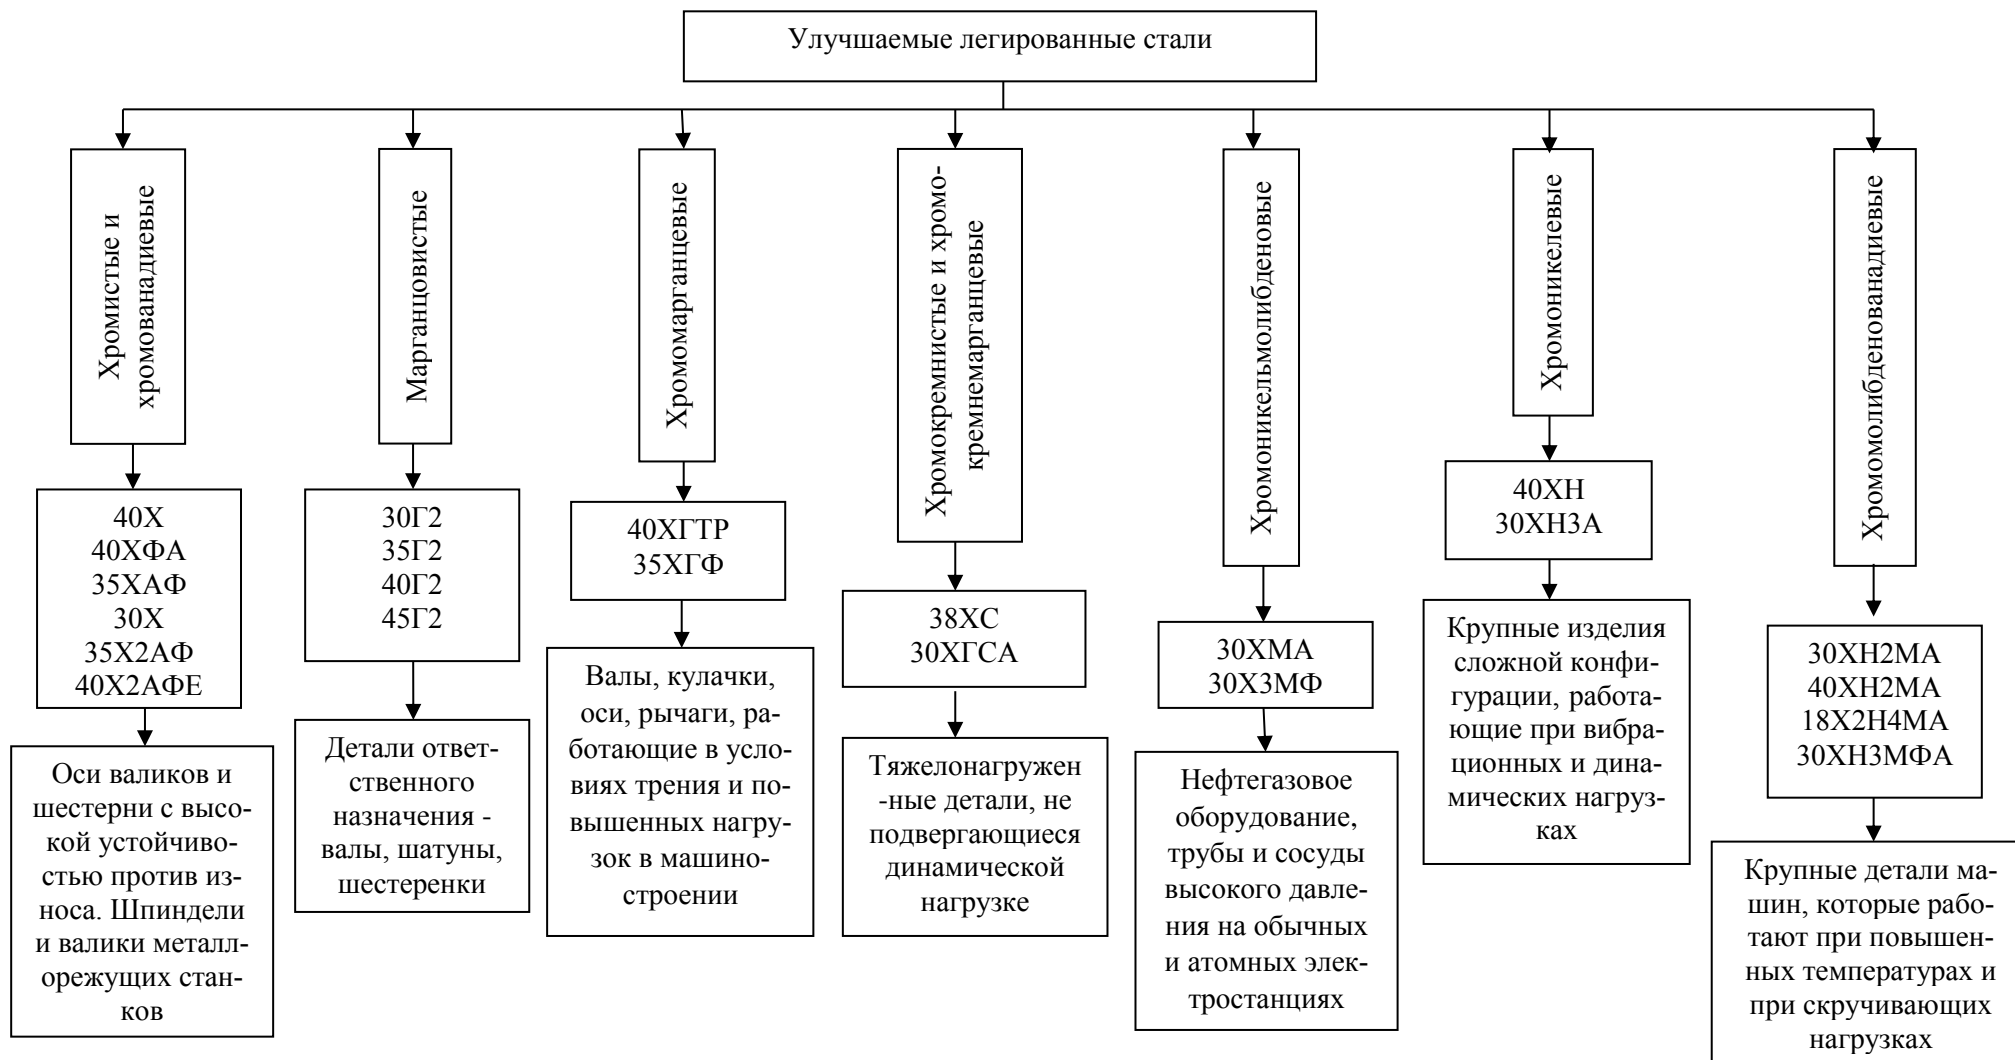 Улучшаемые легированные стали
Хромистые и
хромованадиевые
Марганцовистые
Хромомарганцевые
Хромокремнистые и хромо-
кремнемарганцевые
Хромоникельмолибденовые
Хромоникелевые
Хромомолибденованадиевые
40Х
40ХФА
35ХАФ
30Х
35Х2АФ
40Х2АФЕ
30Г2
35Г2
40Г2
45Г2
40ХГТР
35ХГФ
38ХС
30ХГСА
30ХМА
30Х3МФ
40ХН
30ХН3А
30ХН2МА
40ХН2МА
18Х2Н4МА
30ХН3МФА
Оси валиков и
шестерни с высо-
кой устойчиво-
стью против из-
носа. Шпиндели
и валики металл-
орежущих стан-
ков
Детали ответ-
ственного
назначения -
валы, шатуны,
шестеренки
Валы, кулачки,
оси, рычаги, ра-
ботающие в усло-
виях трения и по-
вышенных нагру-
зок в машино-
строении
Тяжелонагружен
-ные детали, не
подвергающиеся
динамической
нагрузке
Нефтегазовое
оборудование,
трубы и сосуды
высокого давле-
ния на обычных
и атомных элек-
тростанциях
Крупные изделия
сложной конфи-
гурации, работа-
ющие при вибра-
ционных и дина-
мических нагруз-
ках
Крупные детали ма-
шин, которые рабо-
тают при повышен-
ных температурах и
при скручивающих
нагрузках